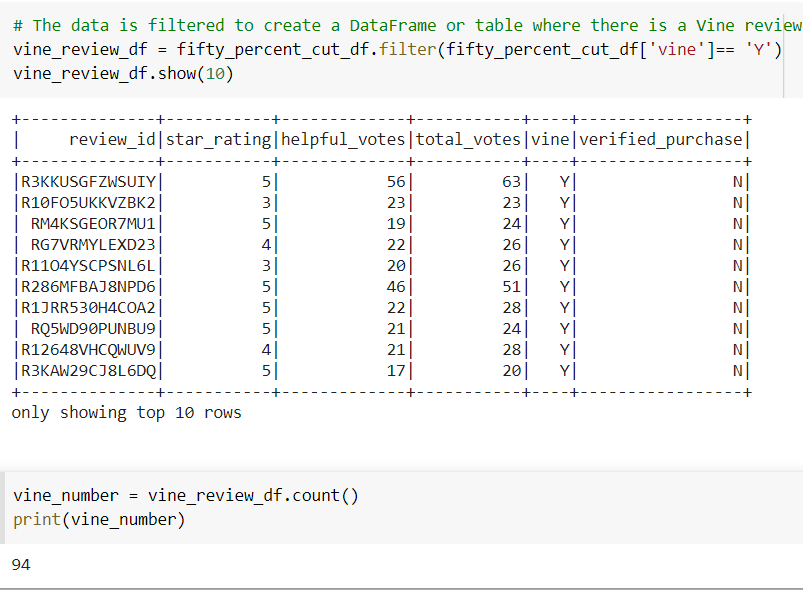 # The data is filtered to create a DataFrame or table where there is a Vine review
vine_review_df = fifty_percent_cut_df.filter(fifty_percent_cut_df['vine']== 'Y')
vine_review_df.show(10)
+--------------+-----------+-------------+-----------+----+-----------------+
|     review_id|star_rating|helpful_votes|total_votes|vine|verified_purchase|
+--------------+-----------+-------------+-----------+----+-----------------+
|R3KKUSGFZWSUIY|          5|           56|         63|   Y|                N|
|R10FO5UKKVZBK2|          3|           23|         23|   Y|                N|
| RM4KSGEOR7MU1|          5|           19|         24|   Y|                N|
| RG7VRMYLEXD23|          4|           22|         26|   Y|                N|
|R11O4YSCPSNL6L|          3|           20|         26|   Y|                N|
|R286MFBAJ8NPD6|          5|           46|         51|   Y|                N|
|R1JRR530H4COA2|          5|           22|         28|   Y|                N|
| RQ5WD90PUNBU9|          5|           21|         24|   Y|                N|
|R12648VHCQWUV9|          4|           21|         28|   Y|                N|
|R3KAW29CJ8L6DQ|          5|           17|         20|   Y|                N|
+--------------+-----------+-------------+-----------+----+-----------------+
only showing top 10 rows
vine_number = vine_review_df.count()
print(vine_number)
94